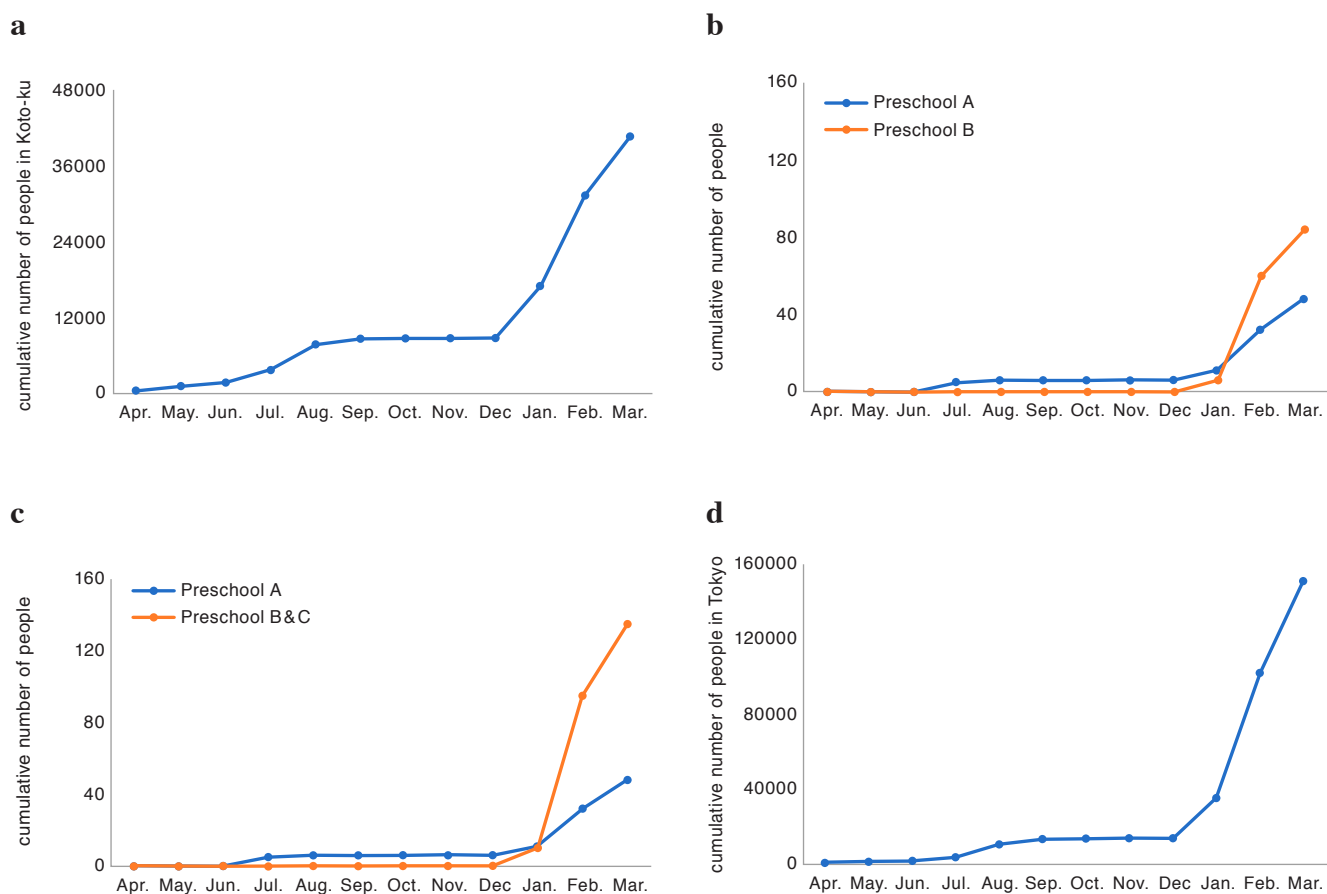 a
cumulative number of people in Koto-ku
48000
36000
24000
12000
0
Apr. May. Jun. Jul. Aug. Sep. Oct. Nov. Dec Jan. Feb. Mar.
b
cumulative number of people
160
120
80
40
0
Preschool A
Preschool B
Apr. May. Jun. Jul. Aug. Sep. Oct. Nov. Dec Jan. Feb. Mar.
c
cumulative number of people
160
120
80
40
0
Preschool A
Preschool B&C
Apr. May. Jun. Jul. Aug. Sep. Oct. Nov. Dec Jan. Feb. Mar.
d
cumulative number of people in Tokyo
160000
120000
80000
40000
0
Apr. May. Jun. Jul. Aug. Sep. Oct. Nov. Dec Jan. Feb. Mar.